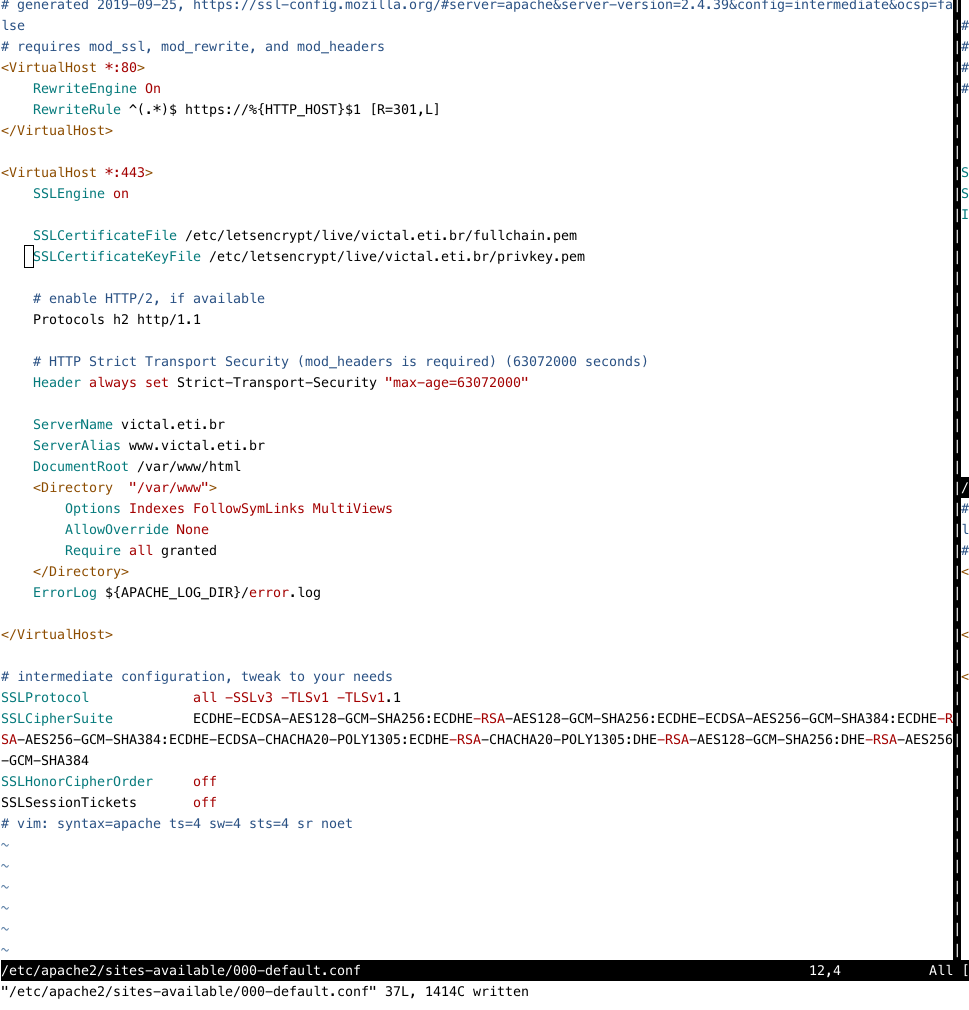 # generated 2019-09-25, https://ssl-config.mozilla.org/#server=apache&server-version=2.4.39&config=intermediate&ocsp=fa
lse
# requires mod_ssl, mod_rewrite, and mod_headers
<VirtualHost *:80>
    RewriteEngine On
    RewriteRule ^(.*)$ https://%{HTTP_HOST}$1 [R=301,L]
</VirtualHost>

<VirtualHost *:443>
    SSLEngine on

    SSLCertificateFile /etc/letsencrypt/live/victal.eti.br/fullchain.pem
    SSLCertificateKeyFile /etc/letsencrypt/live/victal.eti.br/privkey.pem

    # enable HTTP/2, if available
    Protocols h2 http/1.1

    # HTTP Strict Transport Security (mod_headers is required) (63072000 seconds)
    Header always set Strict-Transport-Security "max-age=63072000"

    ServerName victal.eti.br
    ServerAlias www.victal.eti.br
    DocumentRoot /var/www/html
    <Directory  "/var/www">
        Options Indexes FollowSymLinks MultiViews
        AllowOverride None
        Require all granted
    </Directory>
    ErrorLog ${APACHE_LOG_DIR}/error.log

</VirtualHost>

# intermediate configuration, tweak to your needs
SSLProtocol             all -SSLv3 -TLSv1 -TLSv1.1
SSLCipherSuite          ECDHE-ECDSA-AES128-GCM-SHA256:ECDHE-RSA-AES128-GCM-SHA256:ECDHE-ECDSA-AES256-GCM-SHA384:ECDHE-R
SA-AES256-GCM-SHA384:ECDHE-ECDSA-CHACHA20-POLY1305:ECDHE-RSA-CHACHA20-POLY1305:DHE-RSA-AES128-GCM-SHA256:DHE-RSA-AES256
-GCM-SHA384
SSLHonorCipherOrder     off
SSLSessionTickets       off
# vim: syntax=apache ts=4 sw=4 sts=4 sr noet
~
~
~
~
~
~
/etc/apache2/sites-available/000-default.conf 12,4 All [
"/etc/apache2/sites-available/000-default.conf" 37L, 1414C written